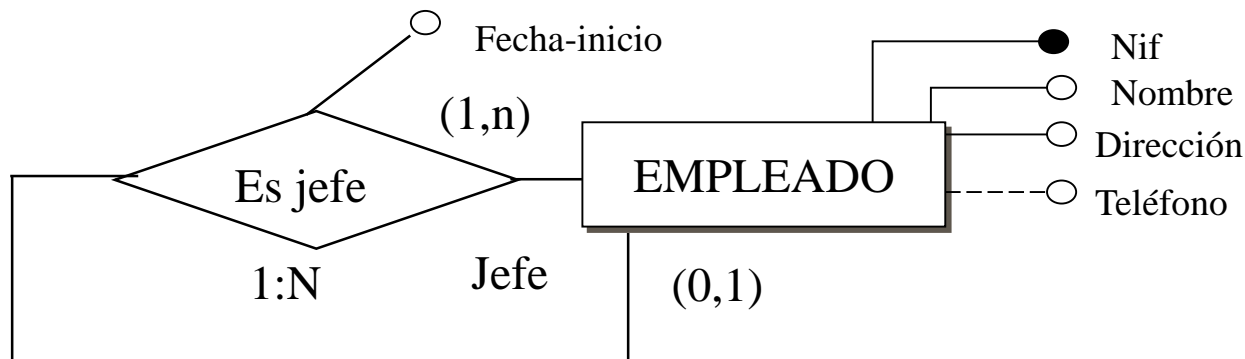 Fecha-inicio
Nif
Nombre
(1,n)
Dirección
Es jefe
EMPLEADO
Teléfono
1:N
Jefe
(0,1)